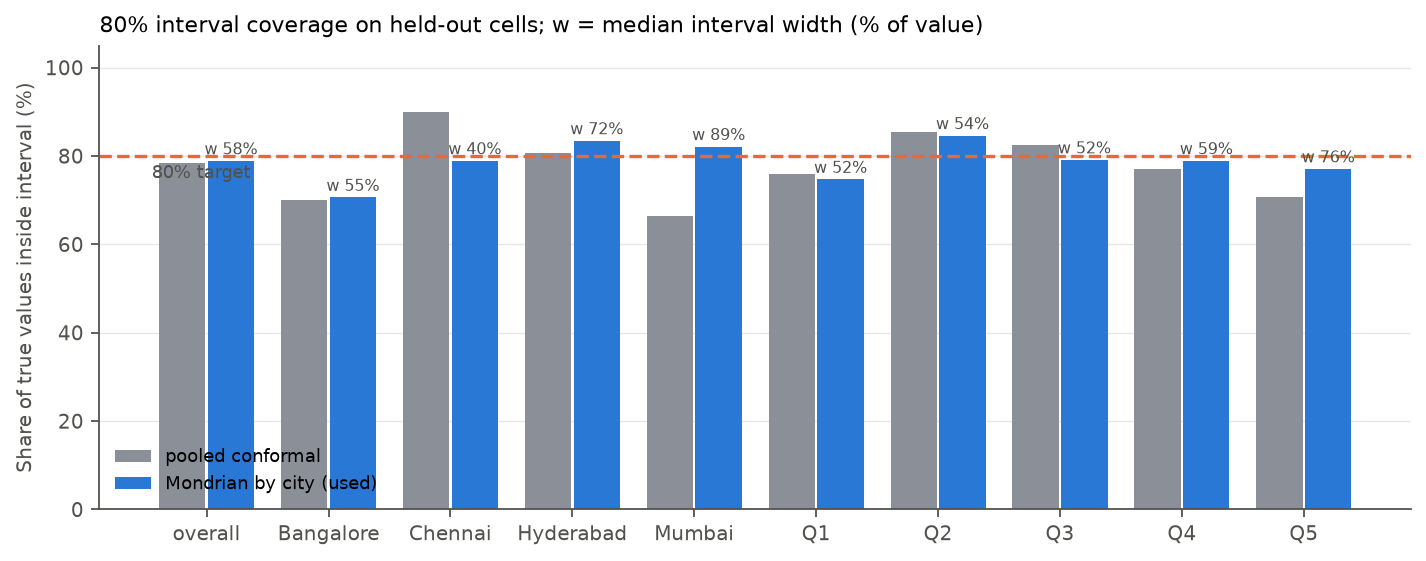 80% interval coverage on held-out cells; w = median interval width (% of value)
Share of true values inside interval (%)
100
80
60
40
20
0
w 58%
w 55%
w 40%
w 72%
w 89%
w 52%
w 54%
w 52%
w 59%
w 76%
80% target
pooled conformal
Mondrian by city (used)
overall Bangalore Chennai Hyderabad Mumbai Q1 Q2 Q3 Q4 Q5